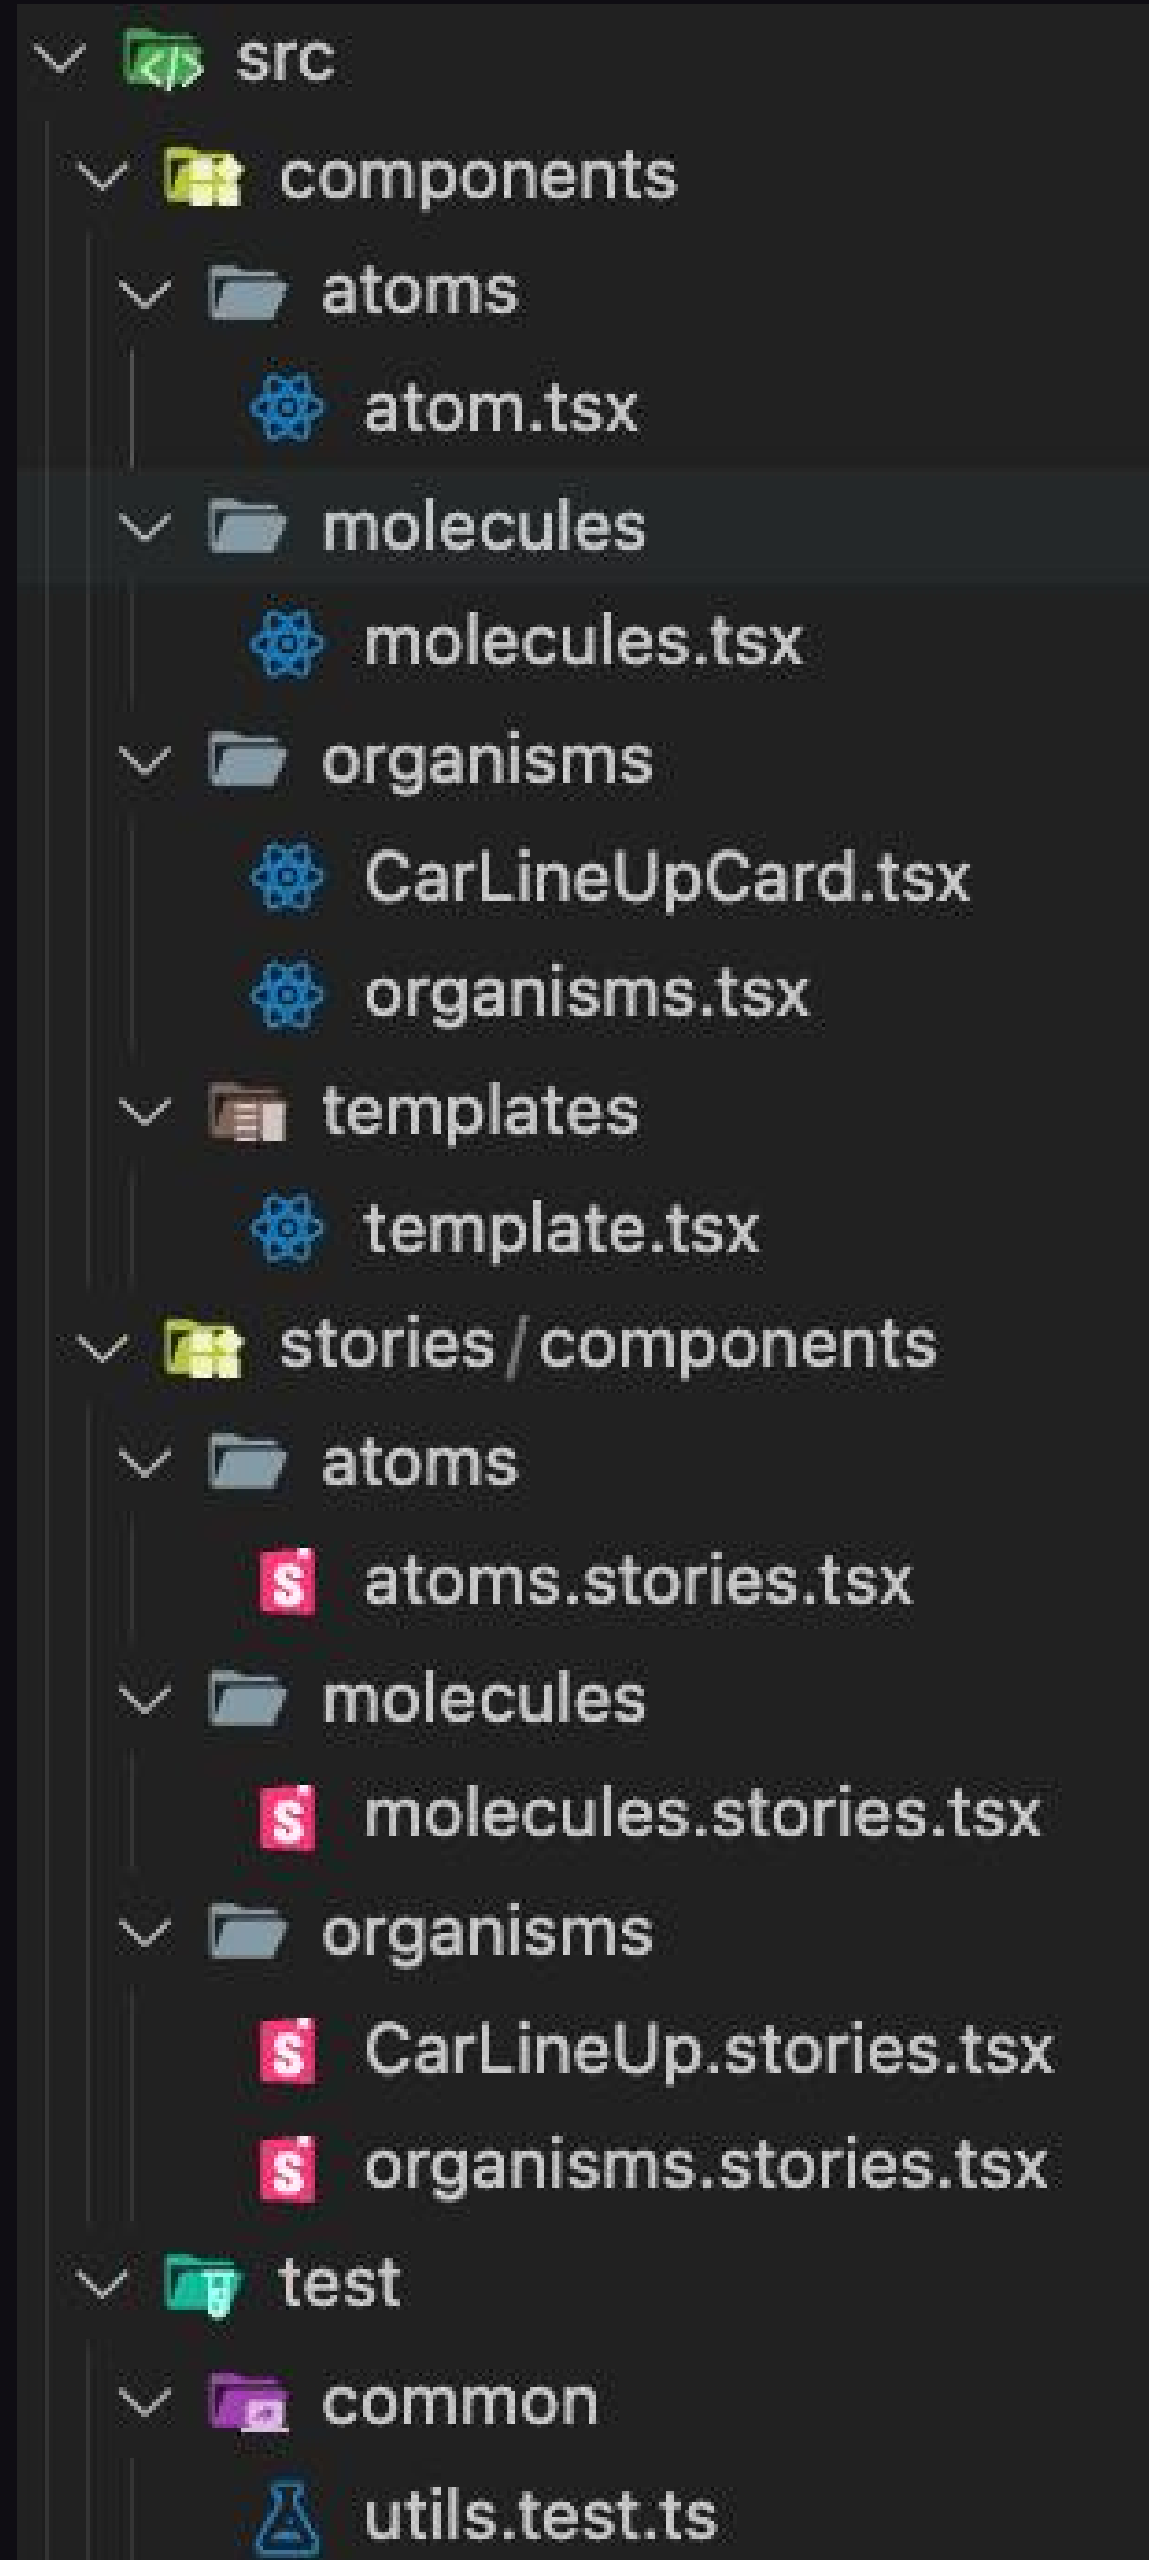 src
components
atoms
atom.tsx
molecules
molecules.tsx
organisms
CarLineUpCard.tsx
organisms.tsx
templates
template.tsx
stories/components
atoms
atoms.stories.tsx
molecules
molecules.stories.tsx
organisms
CarLineUp.stories.tsx
organisms.stories.tsx
test
common
utils.test.ts